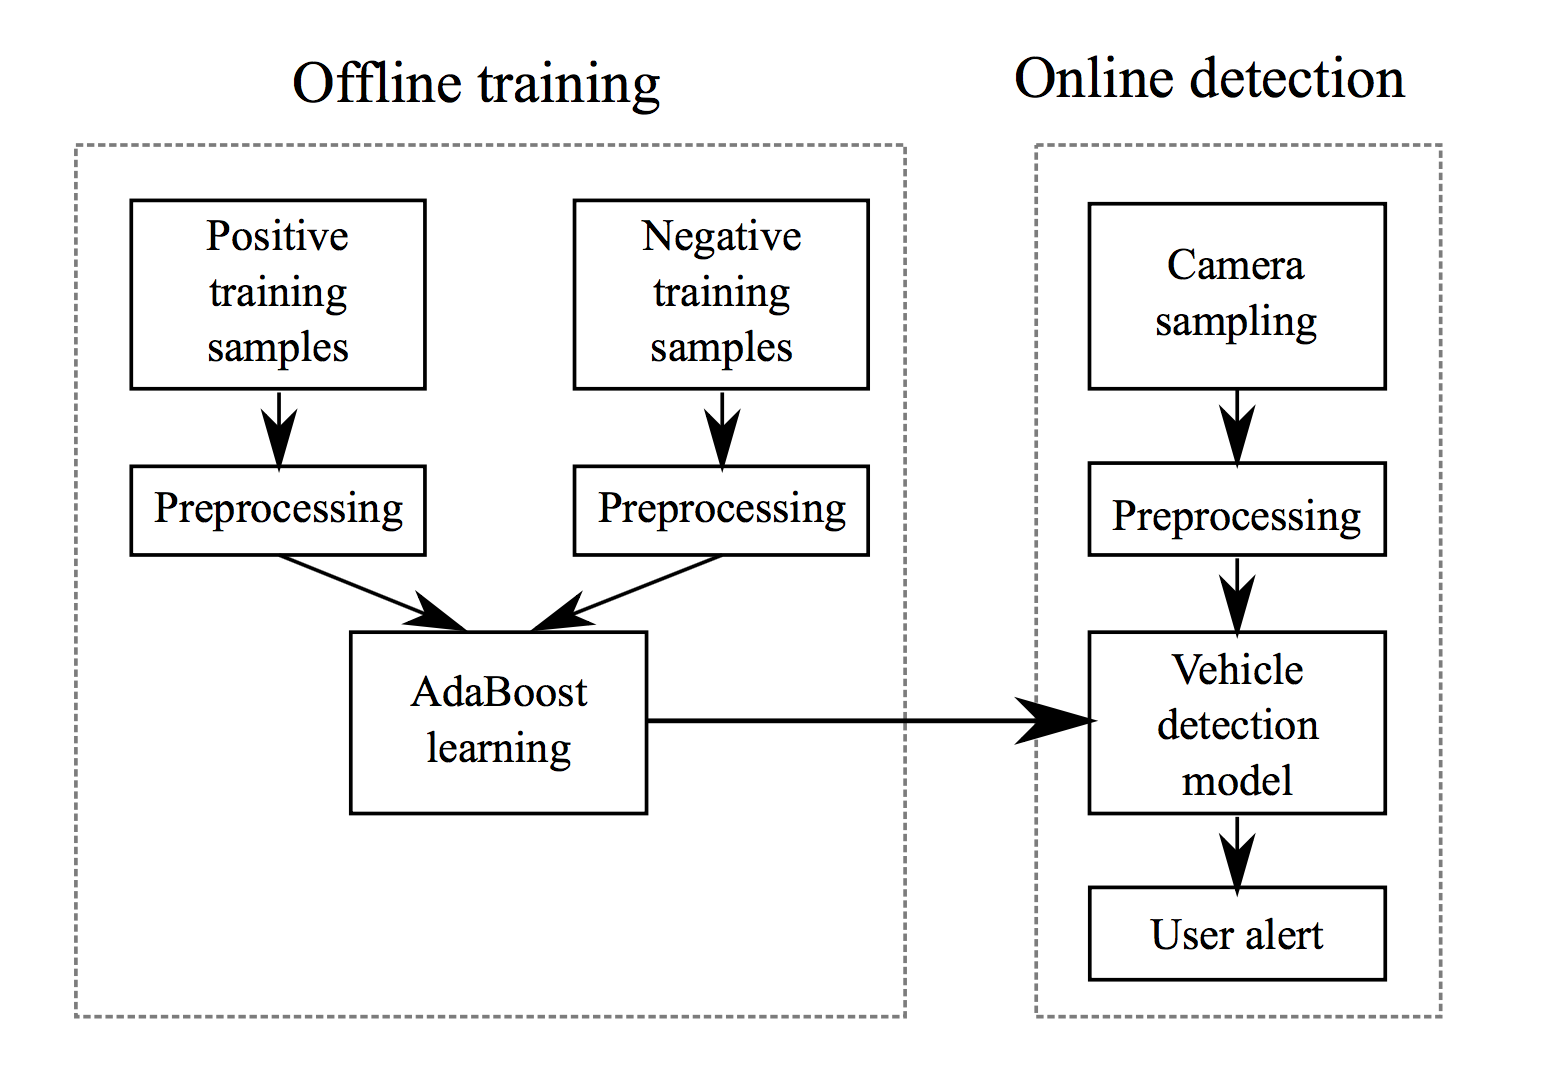 Offline training
Online detection
Positive
training
samples
Negative
training
samples
Camera
sampling
Preprocessing
Preprocessing
Preprocessing
AdaBoost
learning
Vehicle
detection
model
User alert